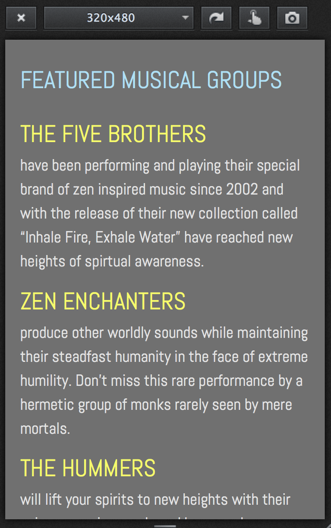 320x480
FEATURED MUSICAL GROUPS
THE FIVE BROTHERS
have been performing and playing their special
brand of zen inspired music since 2002 and
with the release of their new collection called
“Inhale Fire, Exhale Water” have reached new
heights of spirtual awareness.
ZEN ENCHANTERS
produce other worldly sounds while maintaining
their steadfast humanity in the face of extreme
humility. Don't miss this rare performance by a
hermetic group of monks rarely seen by mere
mortals.
THE HUMMERS
will lift your spirits to new heights with their